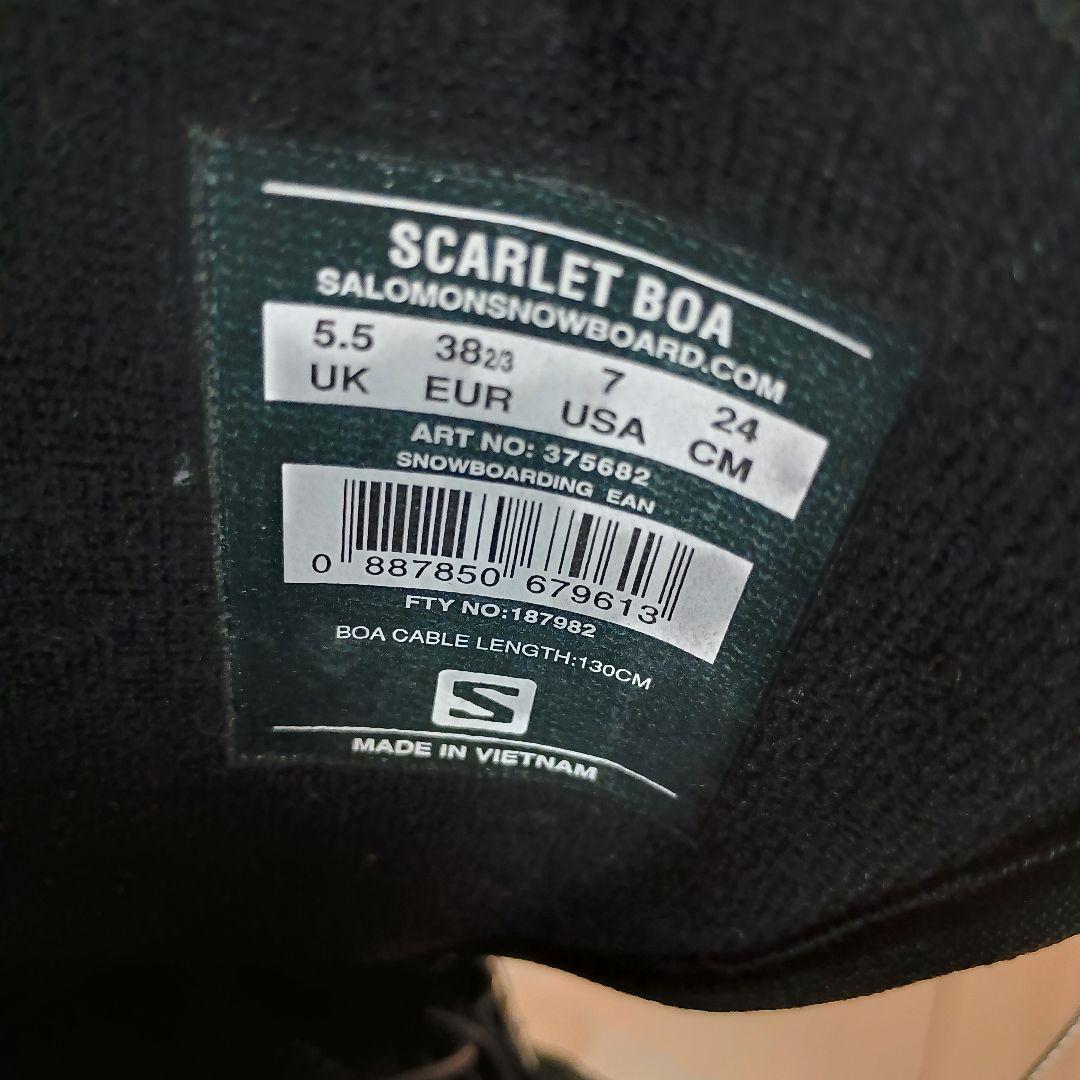 SCARLET BOA
SALOMONSNOWBOARD.COM
5.5 38 2/3 7 24
UK EUR USA CM
ART NO: 375682
SNOWBOARDING EAN
0 887850 679613
FTY NO:187982
BOA CABLE LENGTH:130CM
S
MADE IN VIETNAM